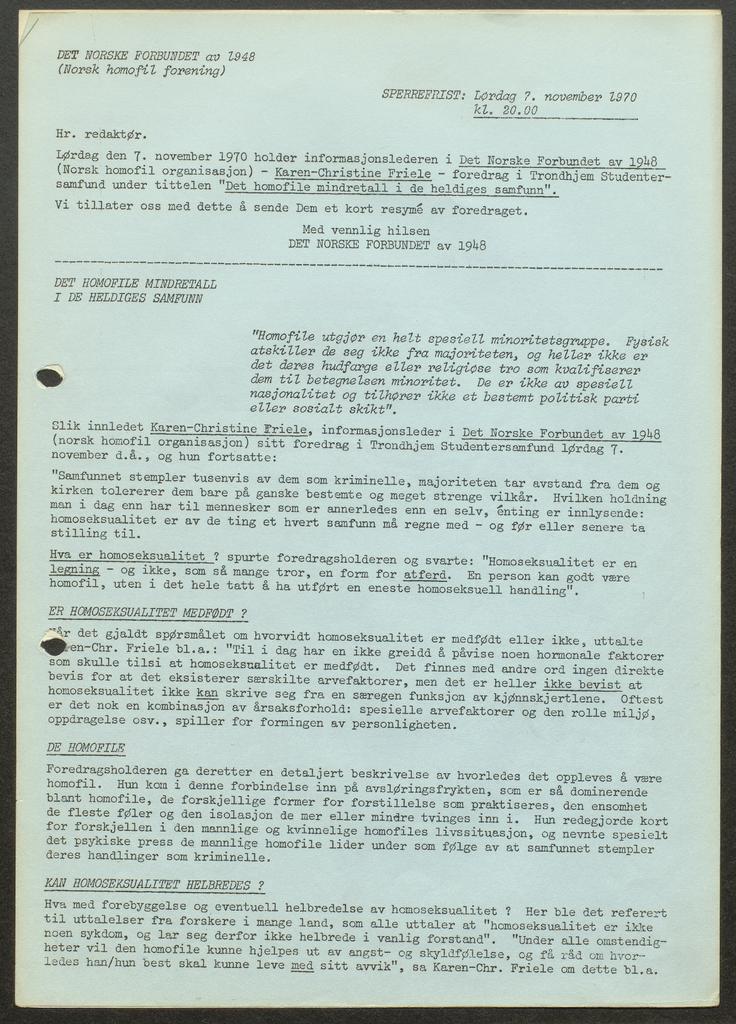 DET NORSKE FORBUNDET av 1948
(Norsk homofil forening)
SPERREFRIST: Lørdag 7. november 1970
kl. 20.00
Hr. redaktør.
Lørdag den 7. november 1970 holder informasjonslederen i Det Norske Forbundet av 1948
(Norsk homofil organisasjon) - Karen-Christine Friele - foredrag i Trondhjem Studenter-
samfund under tittelen "Det homofile mindretall i de heldiges samfunn".
Vi tillater oss med dette å sende Dem et kort resymé av foredraget.
Med vennlig hilsen
DET NORSKE FORBUNDET av 1948
DET HOMOFILE MINDRETALL
I DE HELDIGES SAMFUNN
"Homofile utgjør en helt spesiell minoritetsgruppe. Fysisk
atskiller de seg ikke fra majoriteten, og heller ikke er
det deres hudfarge eller religiøse tro som kvalifiserer
dem til betegnelsen minoritet. De er ikke av spesiell
nasjonalitet og tilhører ikke et bestemt politisk parti
eller sosialt skikt".
Slik innledet Karen-Christine Friele, informasjonsleder i Det Norske Forbundet av 1948
(norsk homofil organisasjon) sitt foredrag i Trondhjem Studentersamfund lørdag 7.
november d.å., og hun fortsatte:
"Samfunnet stempler tusenvis av dem som kriminelle, majoriteten tar avstand fra dem og
kirken tolererer dem bare på ganske bestemte og meget strenge vilkår. Hvilken holdning
man i dag enn har til mennesker som er annerledes enn en selv, énting er innlysende:
homoseksualitet er av de ting et hvert samfunn må regne med - og før eller senere ta
stilling til.
Hva er homoseksualitet ? spurte foredragsholderen og svarte: "Homoseksualitet er en
legning - og ikke, som så mange tror, en form for atferd. En person kan godt være
homofil, uten i det hele tatt å ha utført en eneste homoseksuell handling".
ER HOMOSEKSUALITET MEDFØDT ?
Når det gjaldt spørsmålet om hvorvidt homoseksualitet er medfødt eller ikke, uttalte
en-Chr. Friele bl.a.: "Til i dag har en ikke greidd å påvise noen hormonale faktorer
som skulle tilsi at homoseksualitet er medfødt. Det finnes med andre ord ingen direkte
bevis for at det eksisterer særskilte arvefaktorer, men det er heller ikke bevist at
homoseksualitet ikke kan skrive seg fra en særegen funksjon av kjønnskjertlene. Oftest
er det nok en kombinasjon av årsaksforhold: spesielle arvefaktorer og den rolle miljø,
oppdragelse osv., spiller for formingen av personligheten.
DE HOMOFILE
Foredragsholderen ga deretter en detaljert beskrivelse av hvorledes det oppleves å være
homofil. Hun kom i denne forbindelse inn på avsløringsfrykten, som er så dominerende
blant homofile, de forskjellige former for forstillelse som praktiseres, den ensomhet
de fleste føler og den isolasjon de mer eller mindre tvinges inn i. Hun redegjorde kort
for forskjellen i den mannlige og kvinnelige homofiles livssituasjon, og nevnte spesielt
det psykiske press de mannlige homofile lider under som følge av at samfunnet stempler
deres handlinger som kriminelle.
KAN HOMOSEKSUALITET HELBREDES ?
Hva med forebyggelse og eventuell helbredelse av homoseksualitet ? Her ble det referert
til uttalelser fra forskere i mange land, som alle uttaler at "homoseksualitet er ikke
noen sykdom, og lar seg derfor ikke helbrede i vanlig forstand". "Under alle omstendig-
heter vil den homofile kunne hjelpes ut av angst- og skyldfølelse, og få råd om hvor-
ledes han/hun best skal kunne leve med sitt avvik", sa Karen-Chr. Friele om dette bl.a.